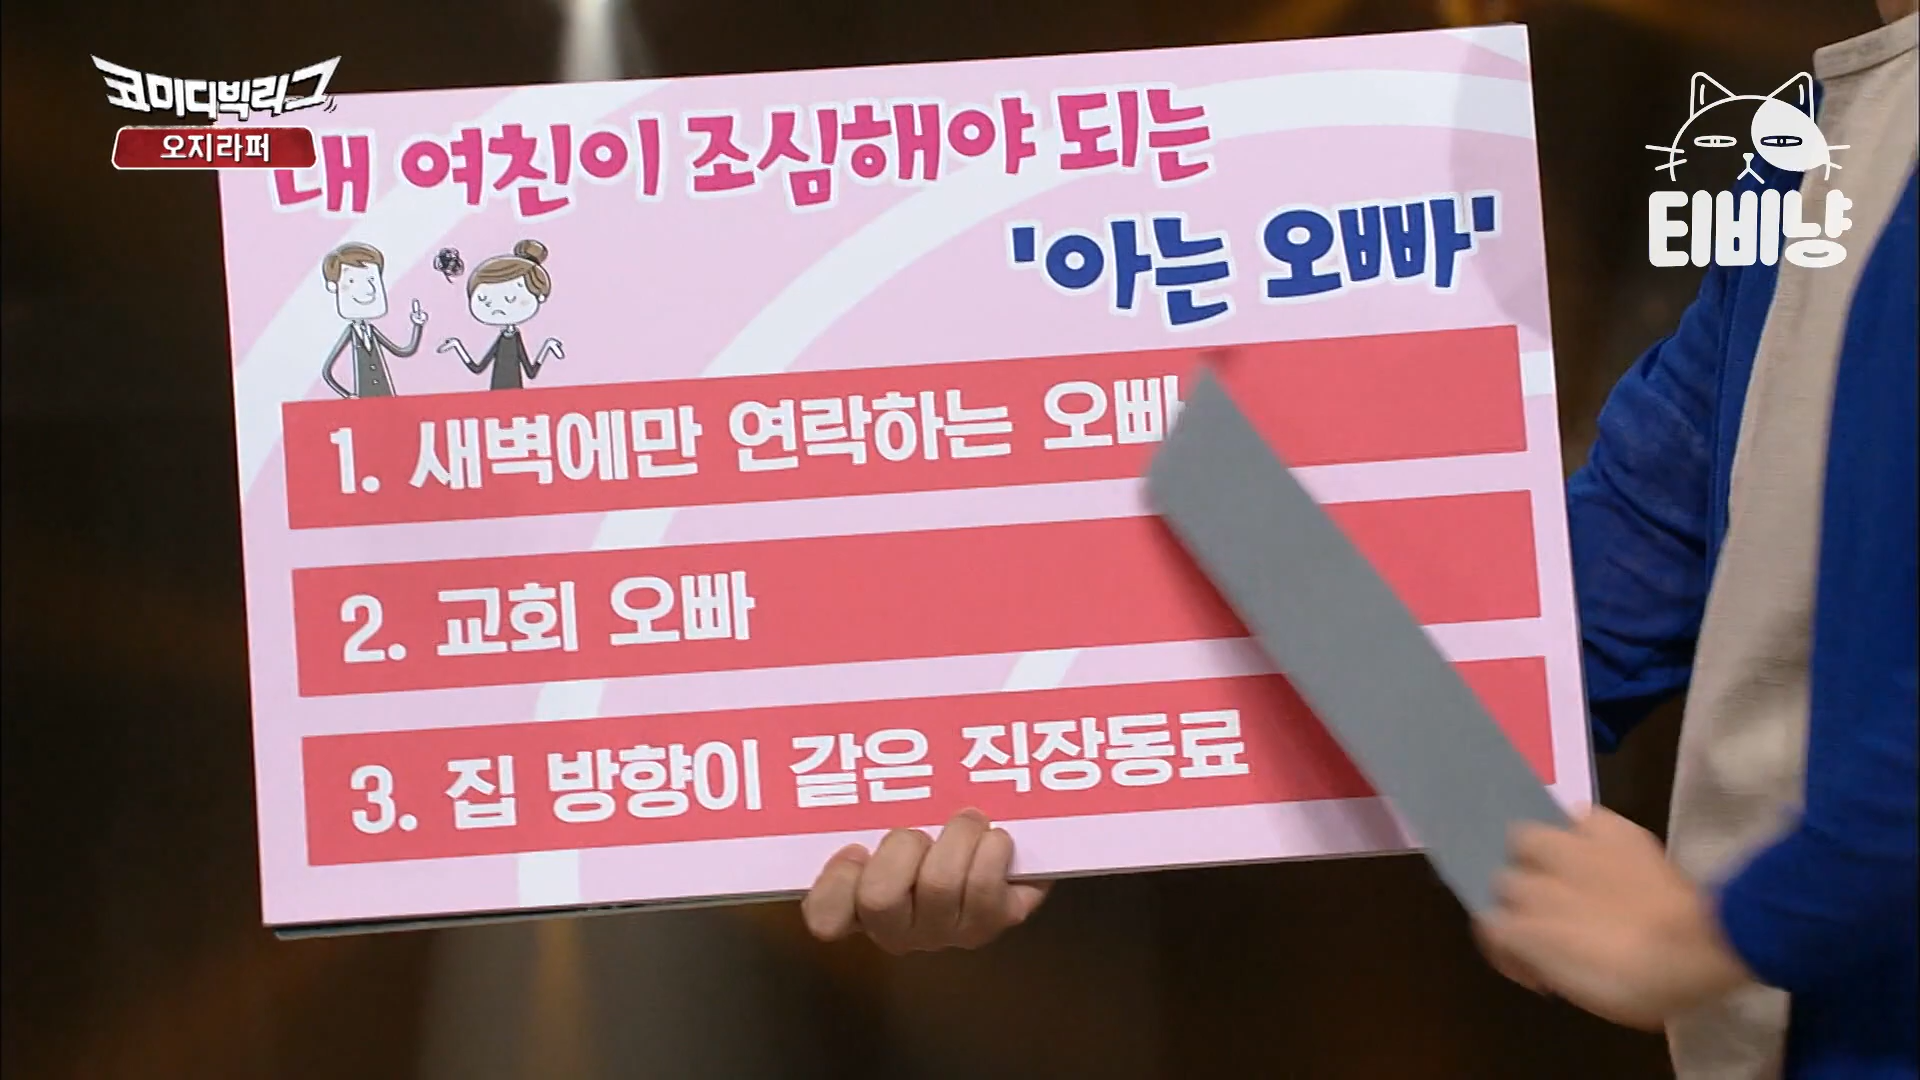 코미디빅리그
오지라퍼
티비냥
내 여친이 조심해야 되는
'아는 오빠'
1. 새벽에만 연락하는 오빠
2. 교회 오빠
3. 집 방향이 같은 직장동료